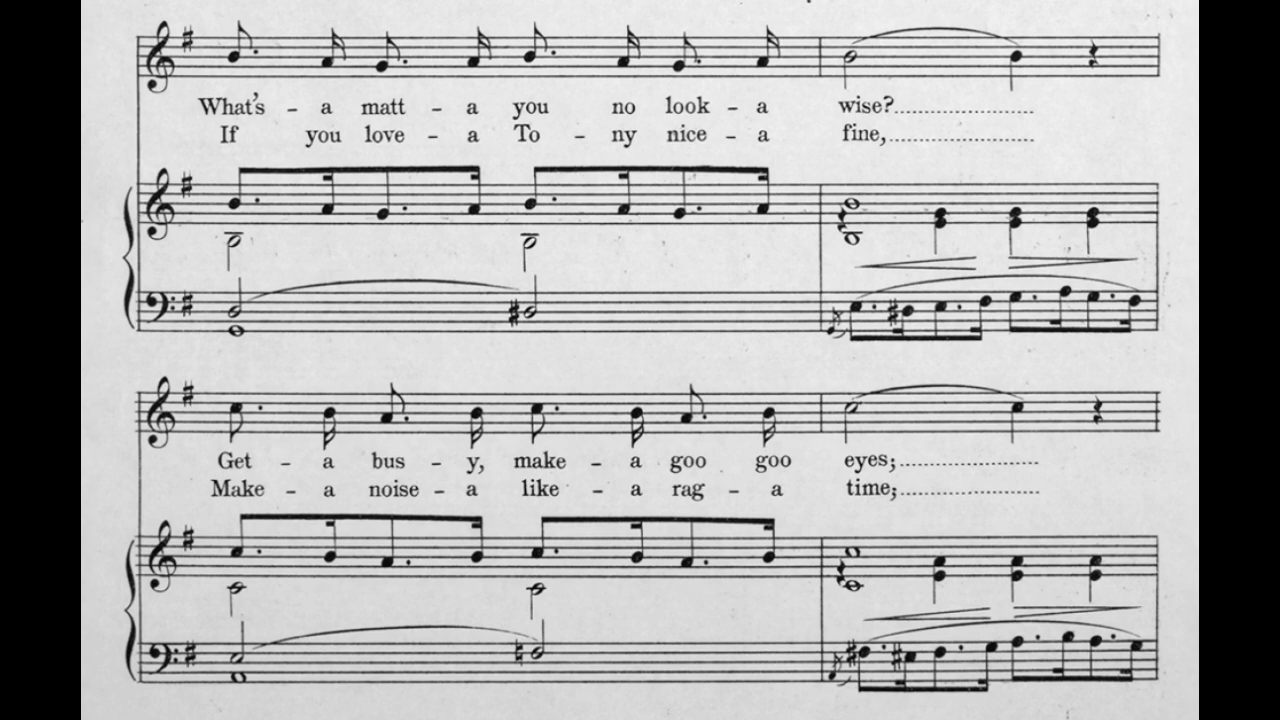 What's - a matt - a you no look - a wise?
If you love - a To - ny nice - a fine,
Get - a bus - y, make - a goo goo eyes;
Make - a noise - a like - a rag - a time;